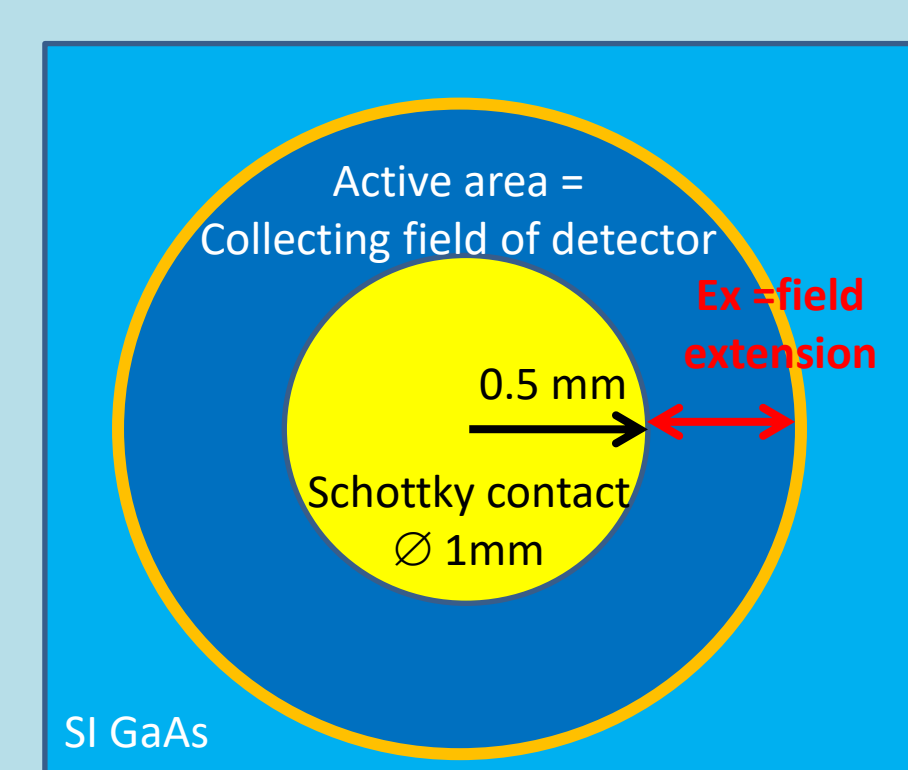 Active area =
Collecting field of detector
Ex =field
extension
0.5 mm
Schottky contact
∅ 1mm
SI GaAs